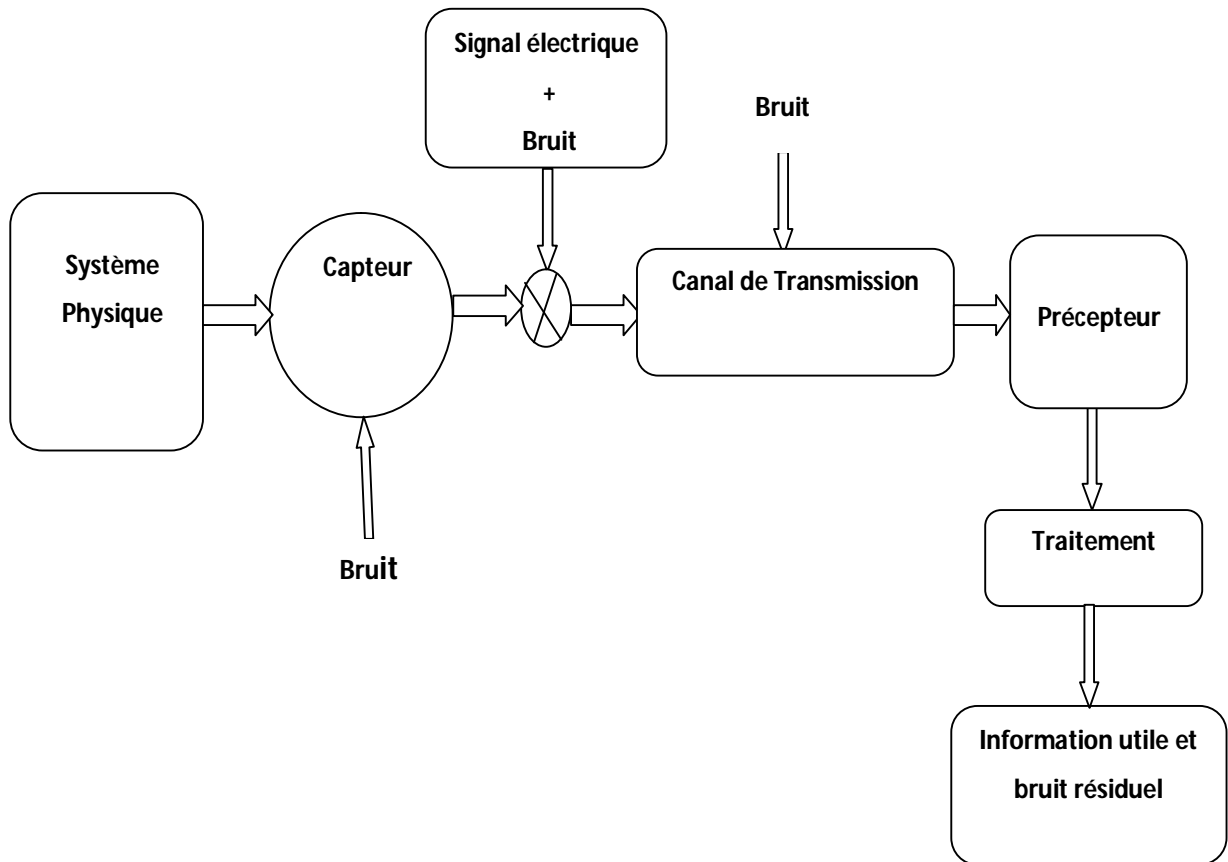 Signal électrique
+
Bruit
Bruit
Système
Physique
Capteur
Canal de Transmission
Précepteur
Bruit
Traitement
Information utile et
bruit résiduel